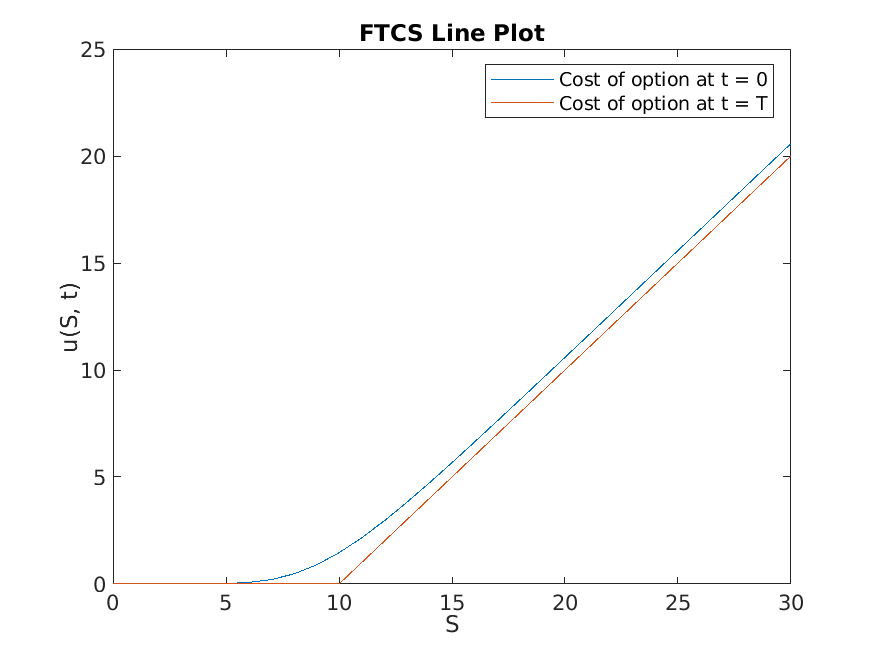 FTCS Line Plot
25
Cost of option at t = 0
Cost of option at t = T
20
15
u(S, t)
10
5
0
0 5 10 15 20 25 30
S